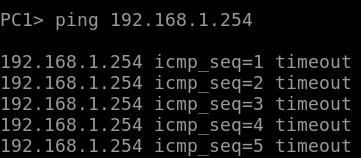 PC1> ping 192.168.1.254
192.168.1.254 icmp_seq=1 timeout
192.168.1.254 icmp_seq=2 timeout
192.168.1.254 icmp_seq=3 timeout
192.168.1.254 icmp_seq=4 timeout
192.168.1.254 icmp_seq=5 timeout